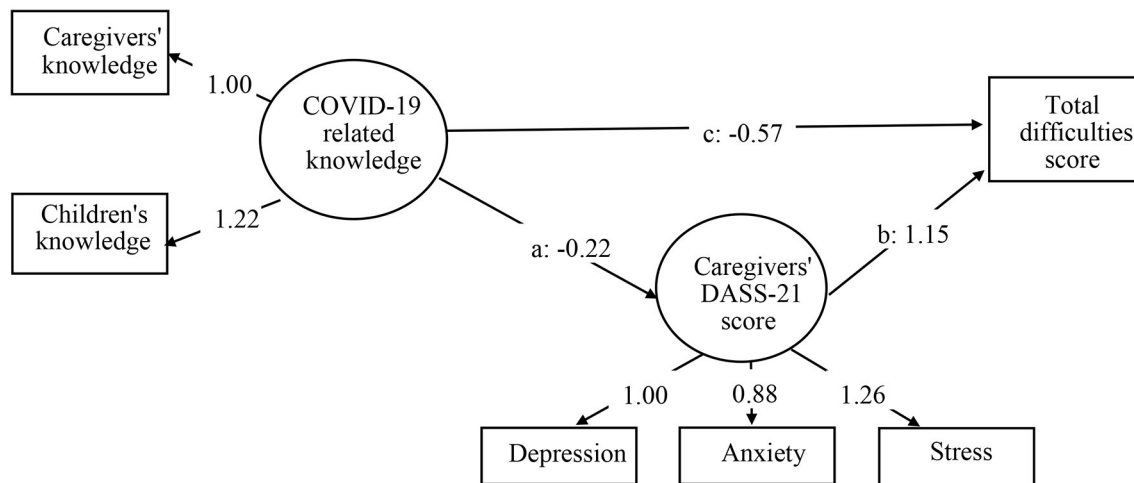 Caregivers'
knowledge
1.00
COVID-19
related
knowledge
Total
difficulties
score
c: -0.57
Children's
knowledge
1.22
a: -0.22
b: 1.15
Caregivers'
DASS-21
score
1.00
0.88
1.26
Depression
Anxiety
Stress